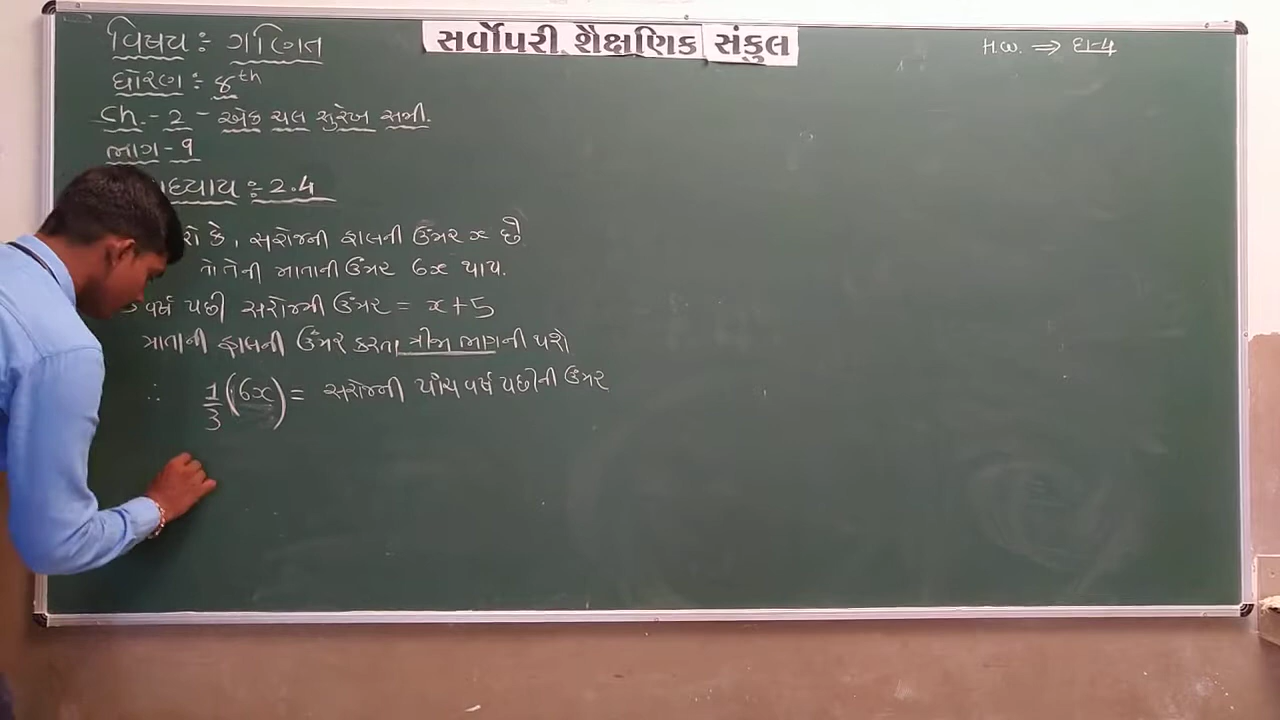 સર્વોપરી શૈક્ષણિક સંકુલ
વિષય : ગણિત
ધોરણ : 8th
Ch. - 2 - એક ચલ સુરેખ સમી.
ભાગ - 1
ધ્યાય : 2.4
H.W. ⇒ દા-4
કે, સરોજની હાલની ઉંમર x છે
તો તેની માતાની ઉંમર 6x થાય.
વર્ષ પછી સરોજની ઉંમર = x + 5
માતાની હાલની ઉંમર કરતા ત્રીજા ભાગની થશે
∴ 1/3 (6x) = સરોજની પાંચ વર્ષ પછીની ઉંમર